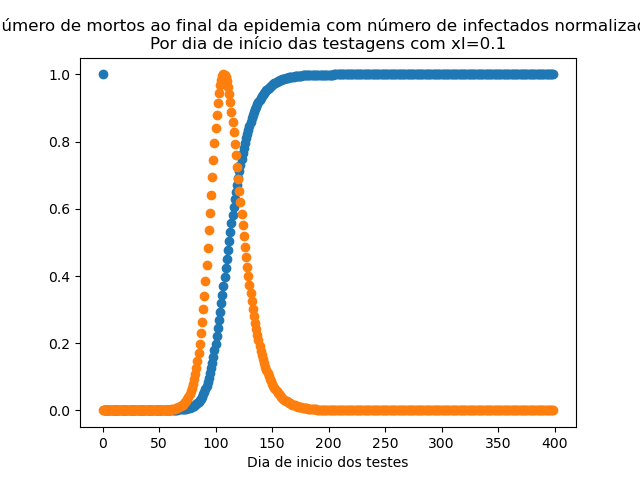 úmero de mortos ao final da epidemia com número de infectados normaliza
Por dia de início das testagens com xl=0.1
1.0
0.8
0.6
0.4
0.2
0.0
0 50 100 150 200 250 300 350 400
Dia de inicio dos testes